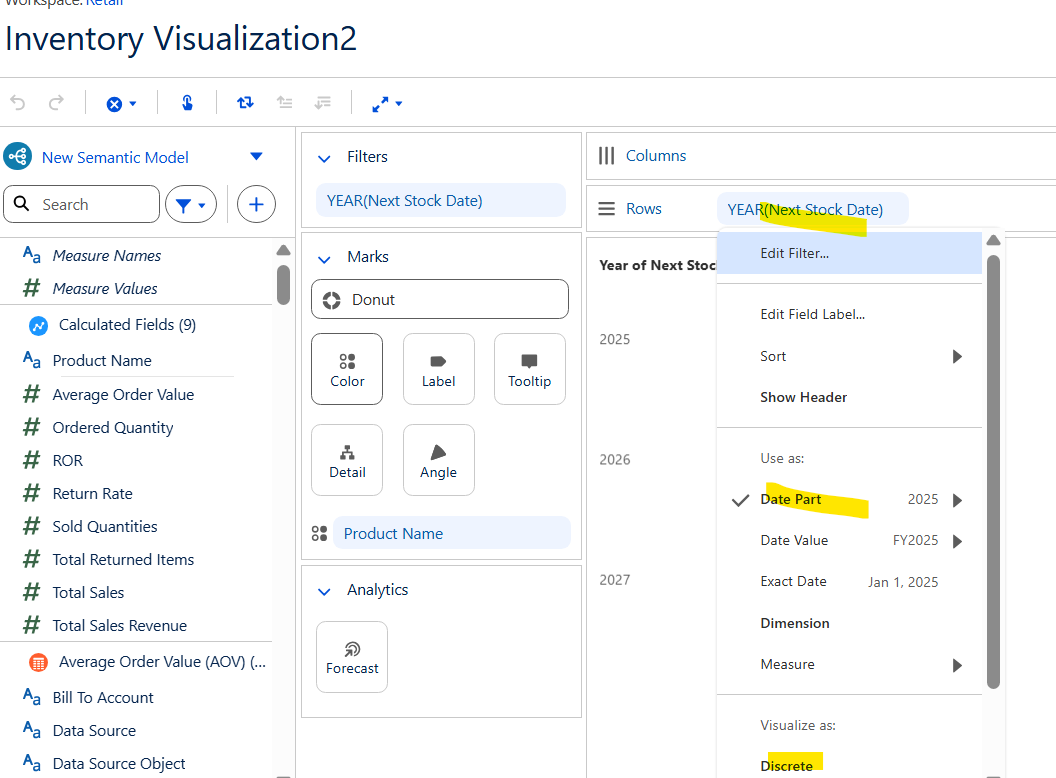 Workspace: Retail
Inventory Visualization2
New Semantic Model
Search
Measure Names
Measure Values
Calculated Fields (9)
Product Name
Average Order Value
Ordered Quantity
ROR
Return Rate
Sold Quantities
Total Returned Items
Total Sales
Total Sales Revenue
Average Order Value (AOV) (...
Bill To Account
Data Source
Data Source Object
Filters
YEAR(Next Stock Date)
Marks
Donut
Color
Label
Tooltip
Detail
Angle
Product Name
Analytics
Forecast
Columns
Rows
YEAR(Next Stock Date)
Year of Next Stoc
2025
2026
2027
Edit Filter...
Edit Field Label...
Sort
Show Header
Use as:
Date Part 2025
Date Value FY2025
Exact Date Jan 1, 2025
Dimension
Measure
Visualize as:
Discrete